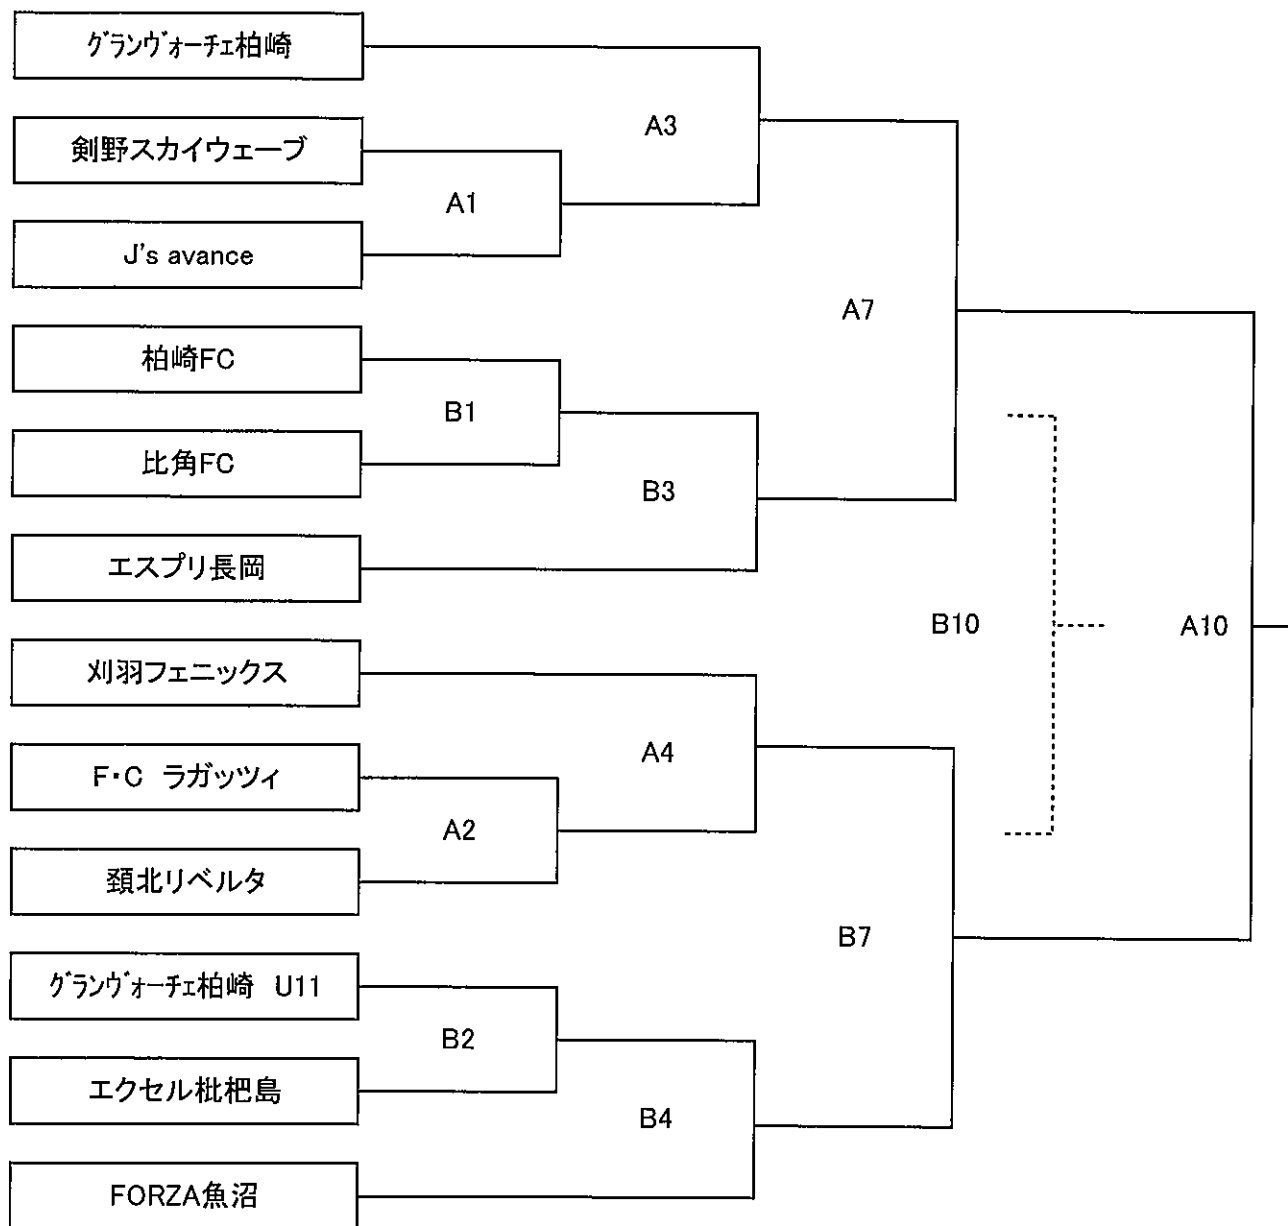 グランヴォーチェ柏崎
A3
剣野スカイウェーブ
A1
J's avance
A7
柏崎FC
B1
比角FC
B3
エスプリ長岡
B10
A10
刈羽フェニックス
A4
F・C ラガッツィ
A2
頚北リベルタ
B7
グランヴォーチェ柏崎 U11
B2
エクセル枇杷島
B4
FORZA魚沼